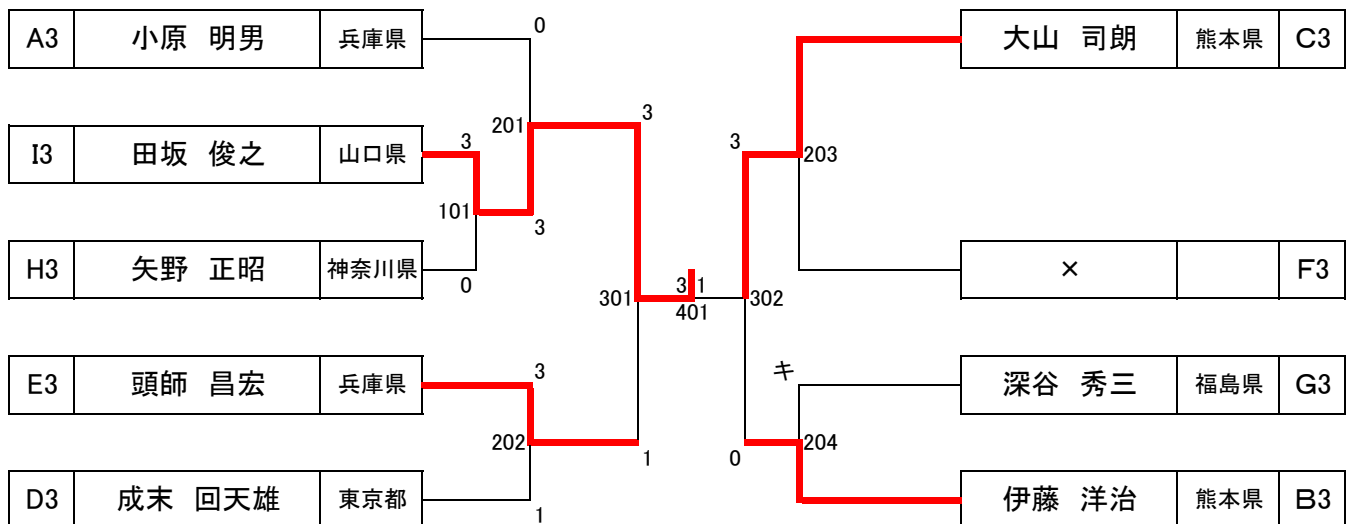 A3 小原 明男 兵庫県 0 大山 司朗 熊本県 C3
201 3
I3 田坂 俊之 山口県 3 3 203
101 3
H3 矢野 正昭 神奈川県 0 × F3
301 3 1 302
401
E3 頭師 昌宏 兵庫県 3 キ 深谷 秀三 福島県 G3
202 1 0 204
D3 成末 回天雄 東京都 1 伊藤 洋治 熊本県 B3